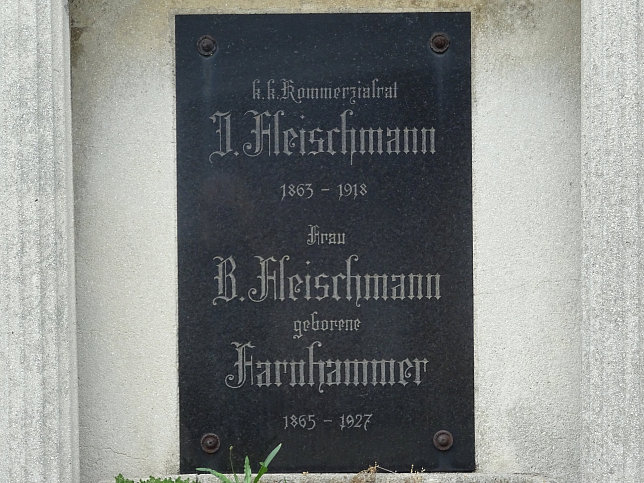 k. k. Kommerzialrat
J. Fleischmann
1863 - 1918
Frau
B. Fleischmann
geborene
Farnhammer
1865 - 1927